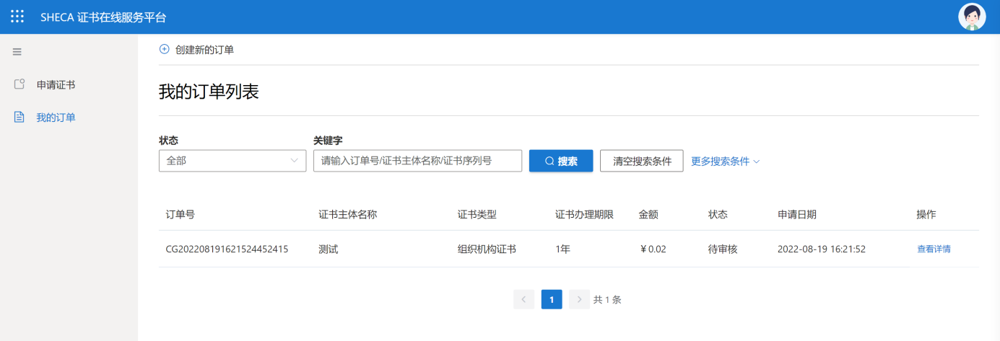 SHECA 证书在线服务平台
创建新的订单
申请证书
我的订单
我的订单列表
状态 关键字
全部 请输入订单号/证书主体名称/证书序列号 搜索 清空搜索条件 更多搜索条件
订单号 证书主体名称 证书类型 证书办理期限 金额 状态 申请日期 操作
CG202208191621524452415 测试 组织机构证书 1年 ￥0.02 待审核 2022-08-19 16:21:52 查看详情
1 共 1 条